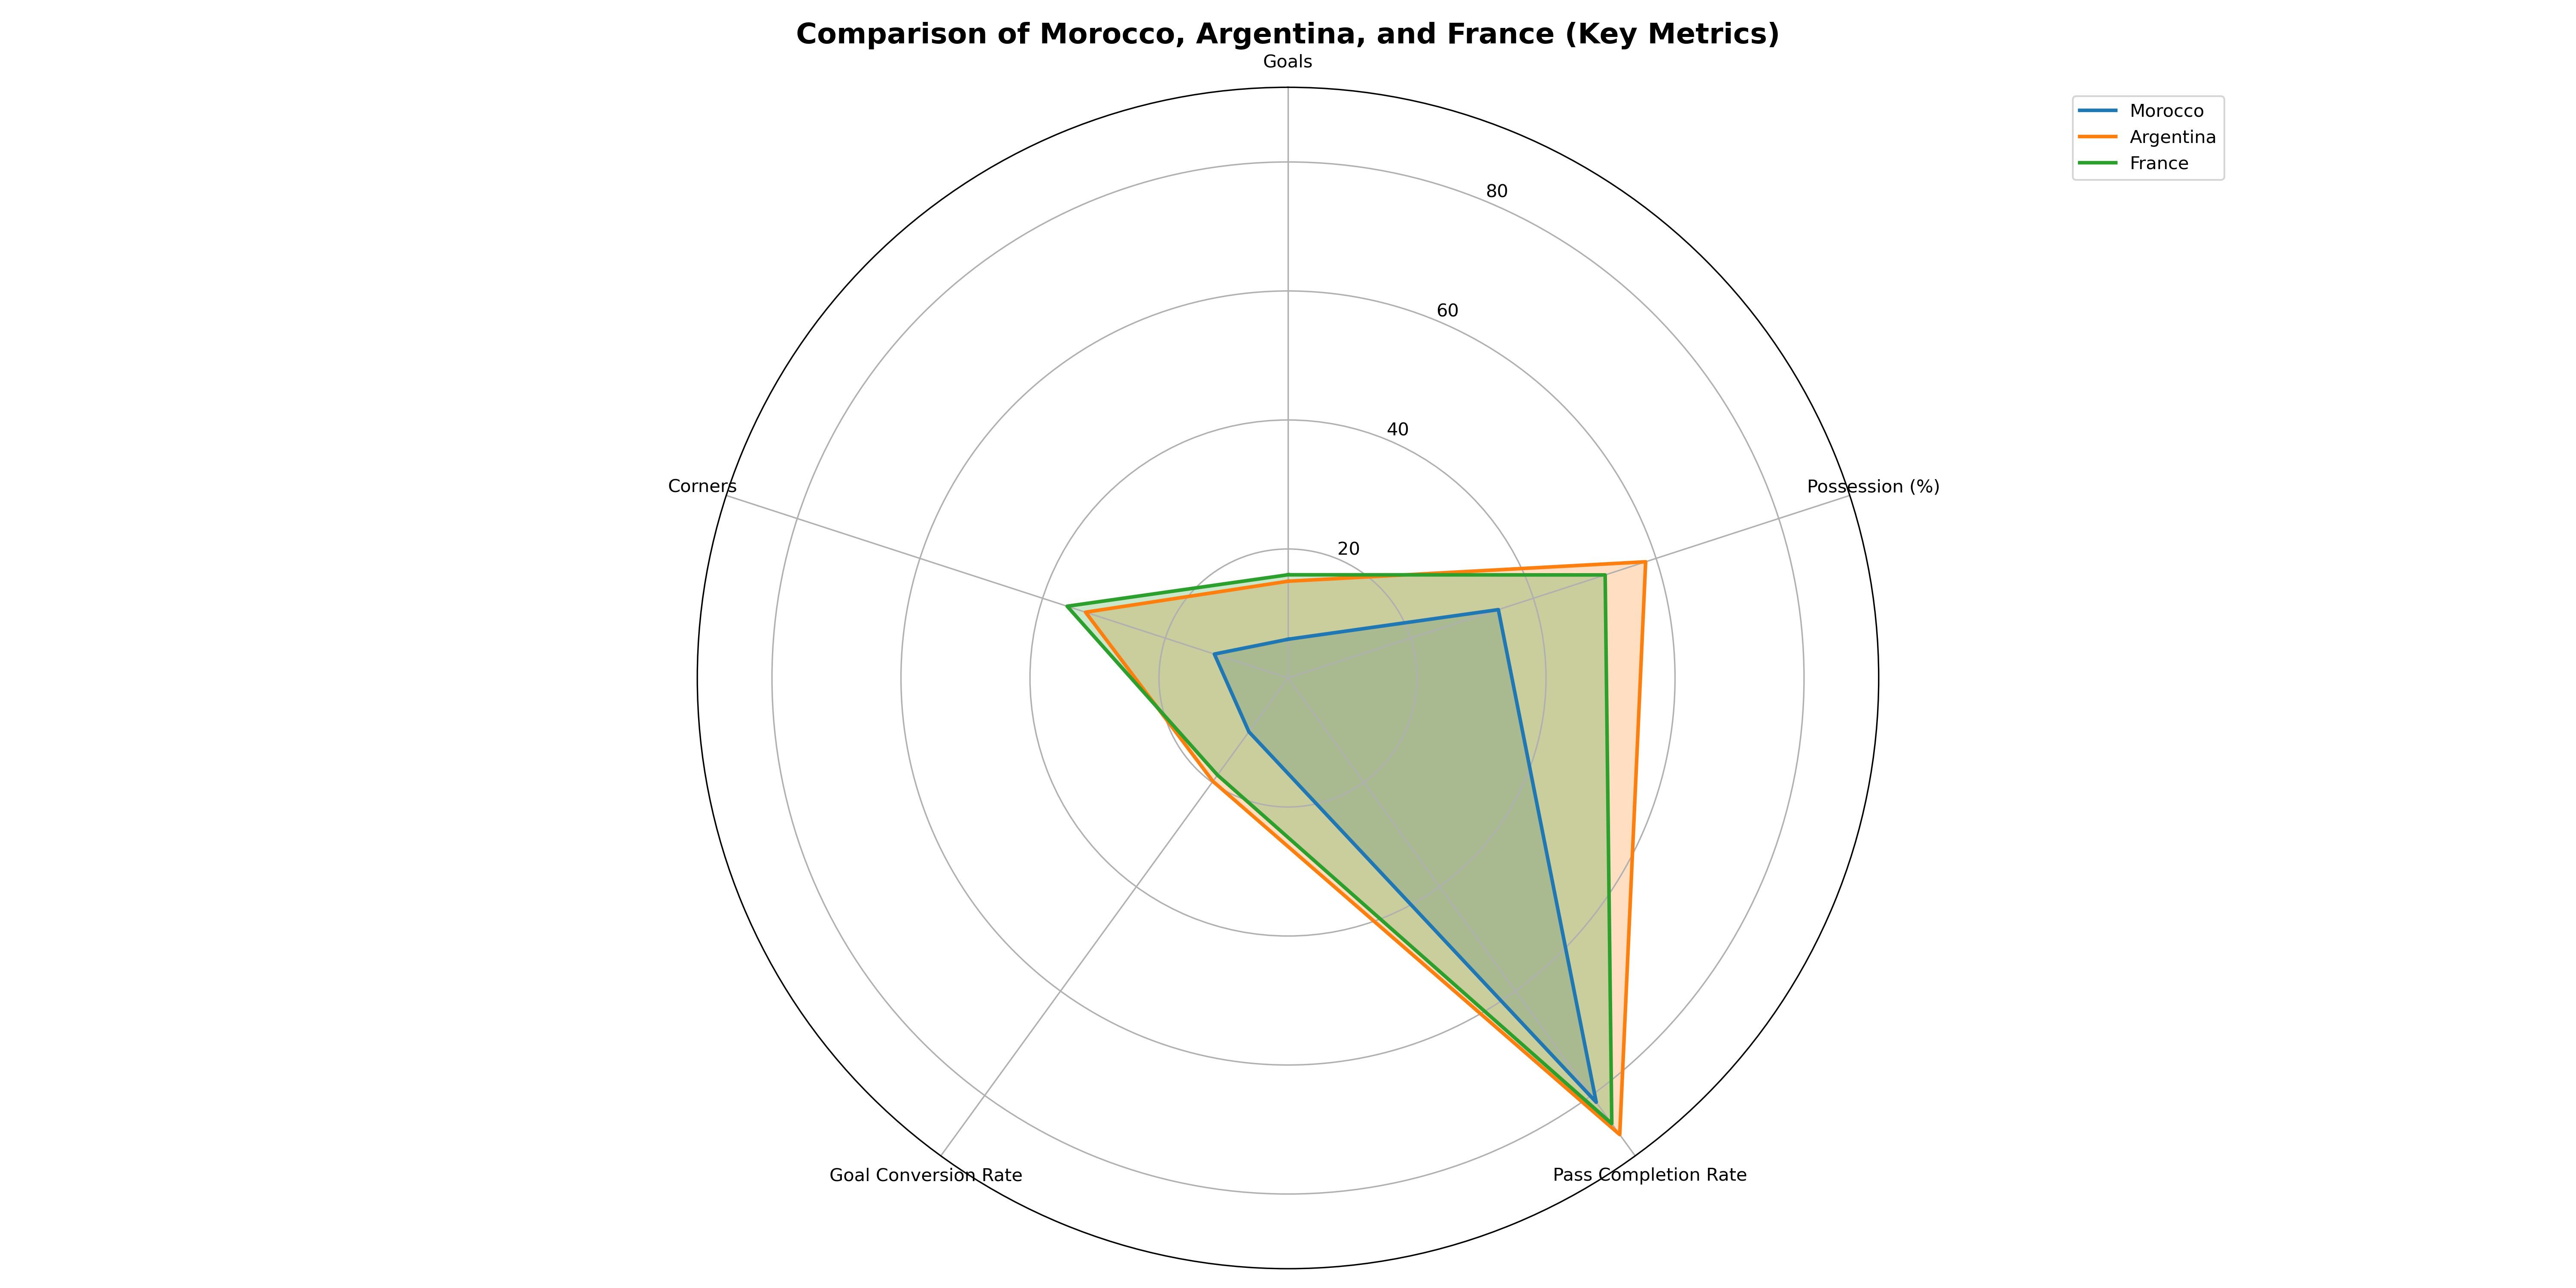 Comparison of Morocco, Argentina, and France (Key Metrics)
Goals
Morocco
Argentina
France
80
60
40
20
Corners
Possession (%)
Goal Conversion Rate
Pass Completion Rate